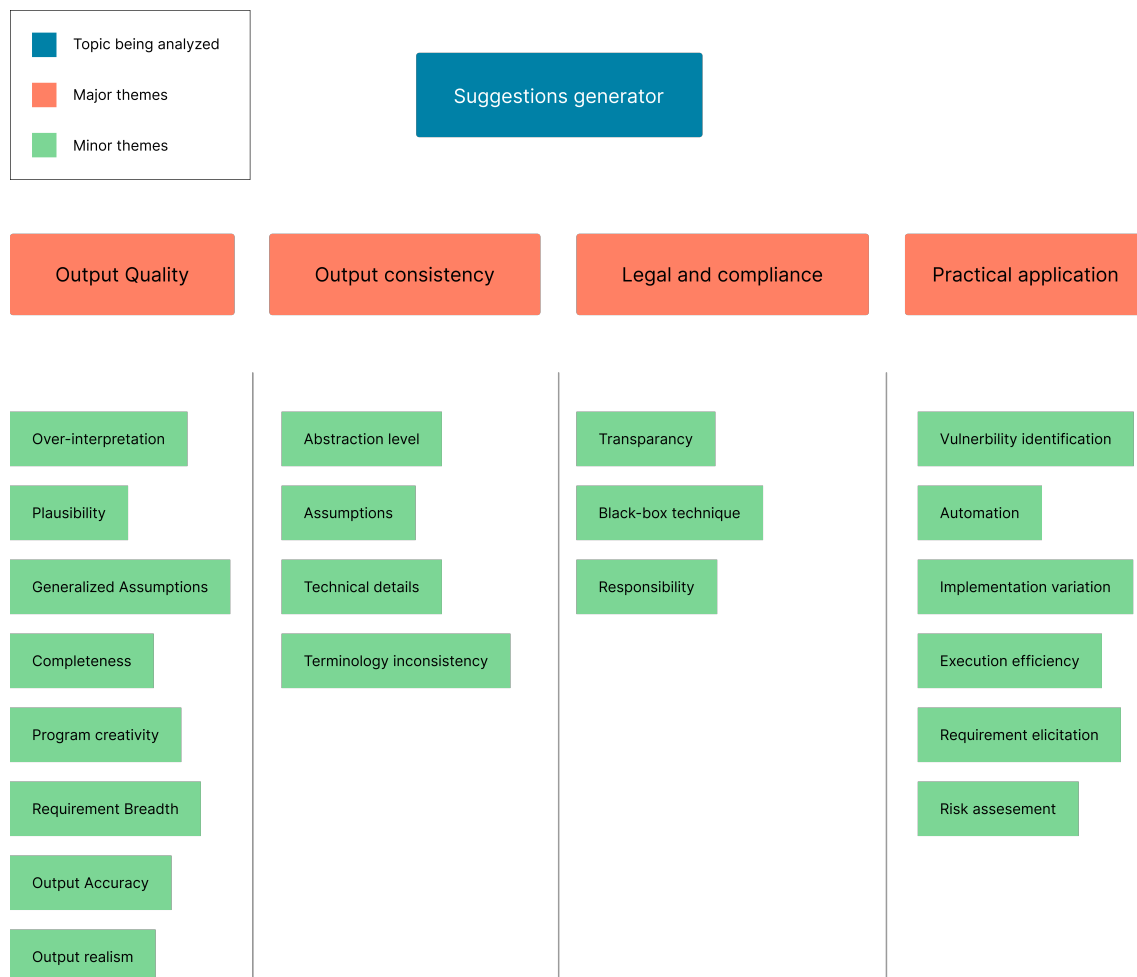 Topic being analyzed
Major themes
Minor themes
Suggestions generator
Output Quality
Output consistency
Legal and compliance
Practical application
Over-interpretation
Plausibility
Generalized Assumptions
Completeness
Program creativity
Requirement Breadth
Output Accuracy
Output realism
Abstraction level
Assumptions
Technical details
Terminology inconsistency
Transparancy
Black-box technique
Responsibility
Vulnerbility identification
Automation
Implementation variation
Execution efficiency
Requirement elicitation
Risk assesement